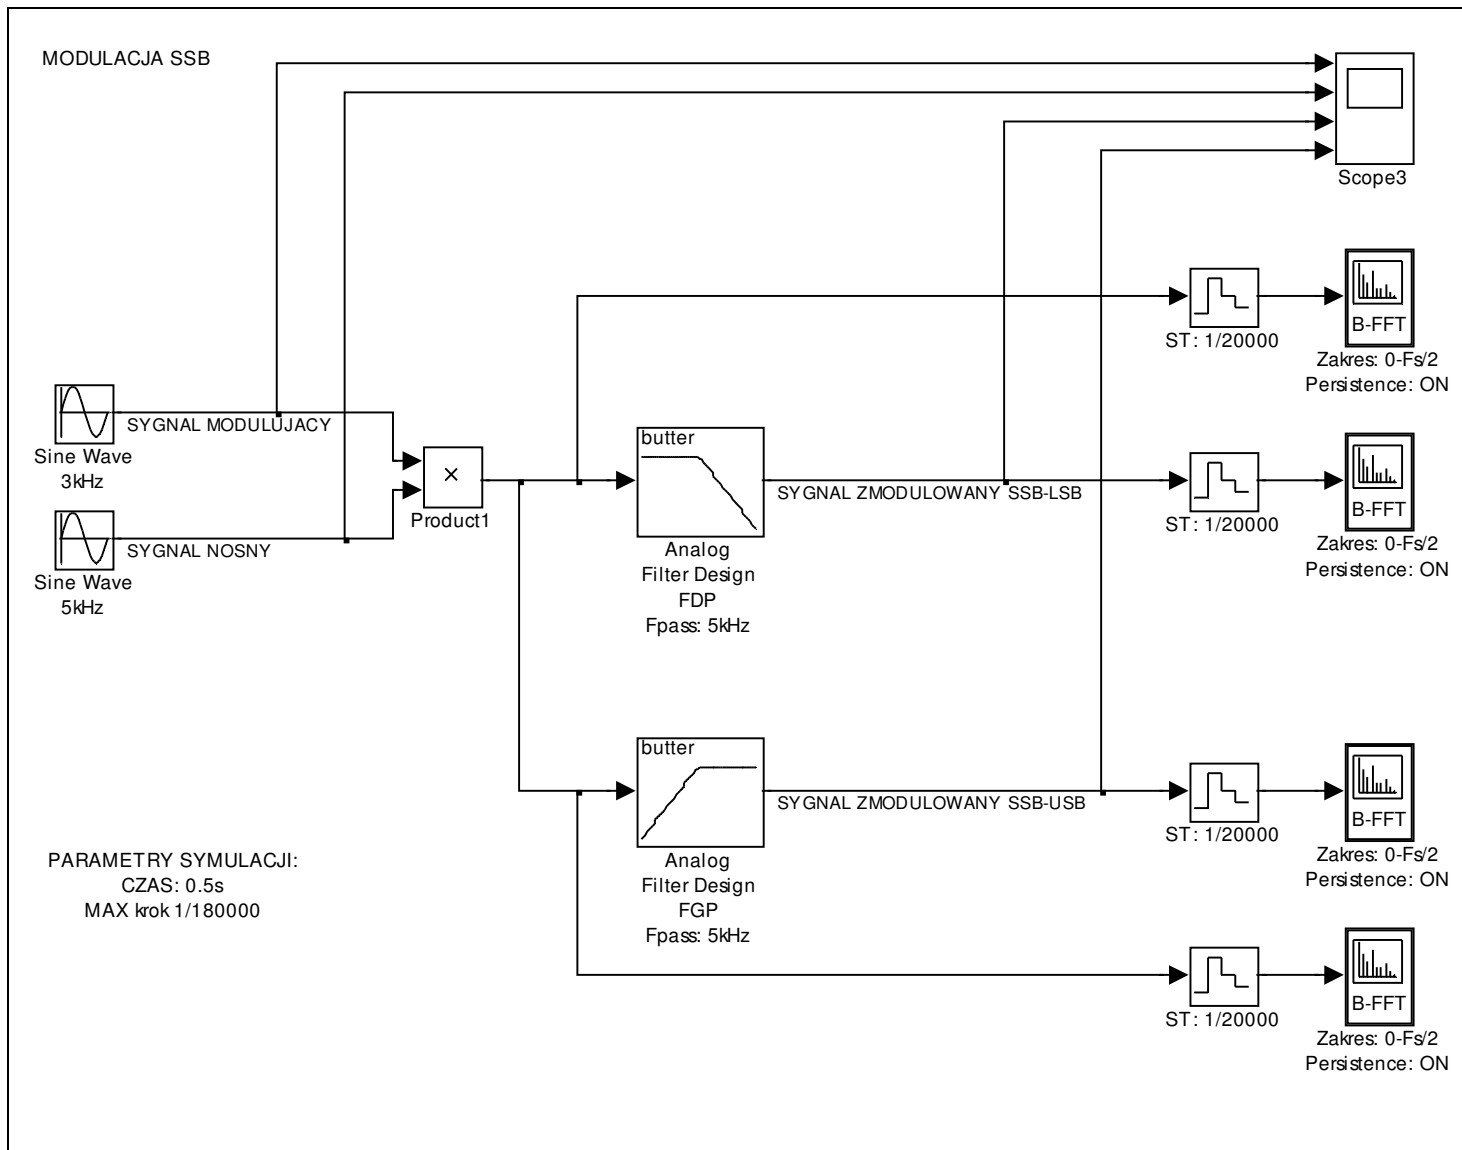 MODULACJA SSB
Scope3
B-FFT
ST: 1/20000
Zakres: 0-Fs/2
Persistence: ON
SYGNAL MODULUJACY
Sine Wave
3kHz
×
Product1
SYGNAL NOSNY
Sine Wave
5kHz
butter
Analog
Filter Design
FDP
Fpass: 5kHz
SYGNAL ZMODULOWANY SSB-LSB
ST: 1/20000
B-FFT
Zakres: 0-Fs/2
Persistence: ON
butter
Analog
Filter Design
FGP
Fpass: 5kHz
SYGNAL ZMODULOWANY SSB-USB
ST: 1/20000
B-FFT
Zakres: 0-Fs/2
Persistence: ON
PARAMETRY SYMULACJI:
CZAS: 0.5s
MAX krok 1/180000
ST: 1/20000
B-FFT
Zakres: 0-Fs/2
Persistence: ON